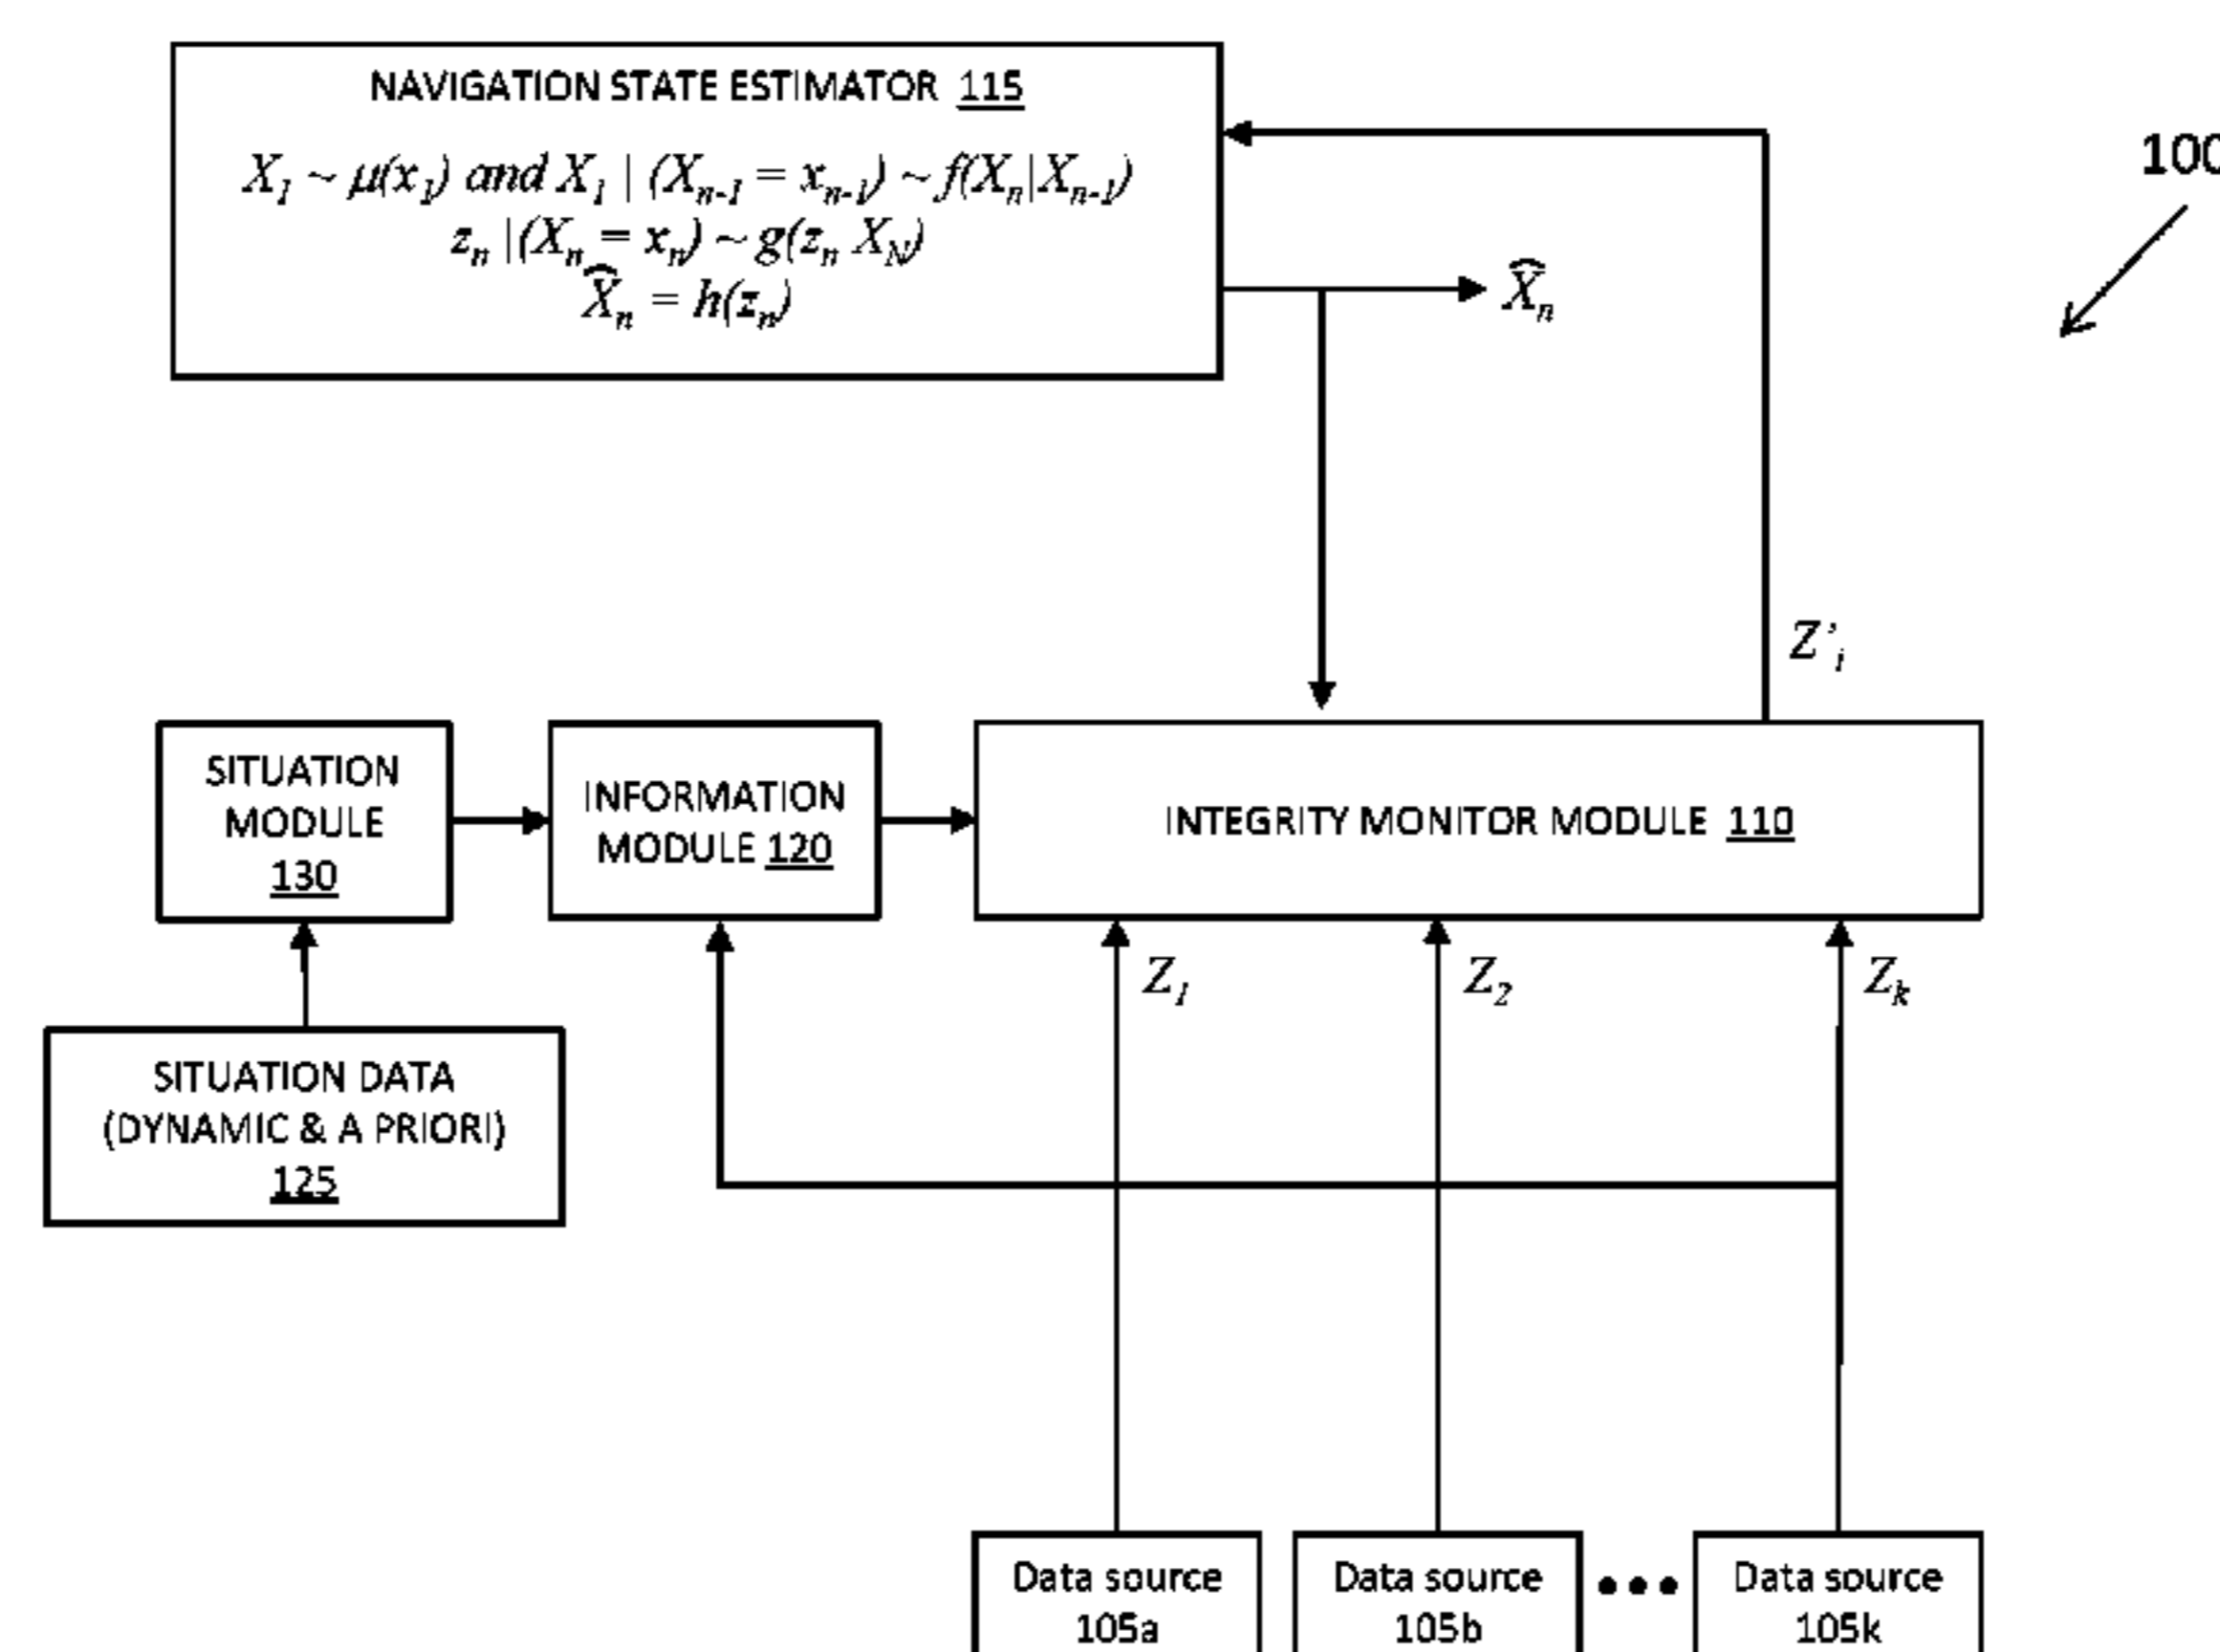 NAVIGATION STATE ESTIMATOR 115
X₁ ~ μ(x₁) and X₁ | (Xₙ₋₁ = xₙ₋₁) ~ f(Xₙ|Xₙ₋₁)
zₙ |(Xₙ = xₙ) ~ g(zₙ X_N)
X̂ₙ = h(zₙ)
100
X̂ₙ
Z'ᵢ
SITUATION
MODULE
130
INFORMATION
MODULE 120
INTEGRITY MONITOR MODULE 110
Z₁
Z₂
Zₖ
SITUATION DATA
(DYNAMIC & A PRIORI)
125
Data source
105a
Data source
105b
•••
Data source
105k